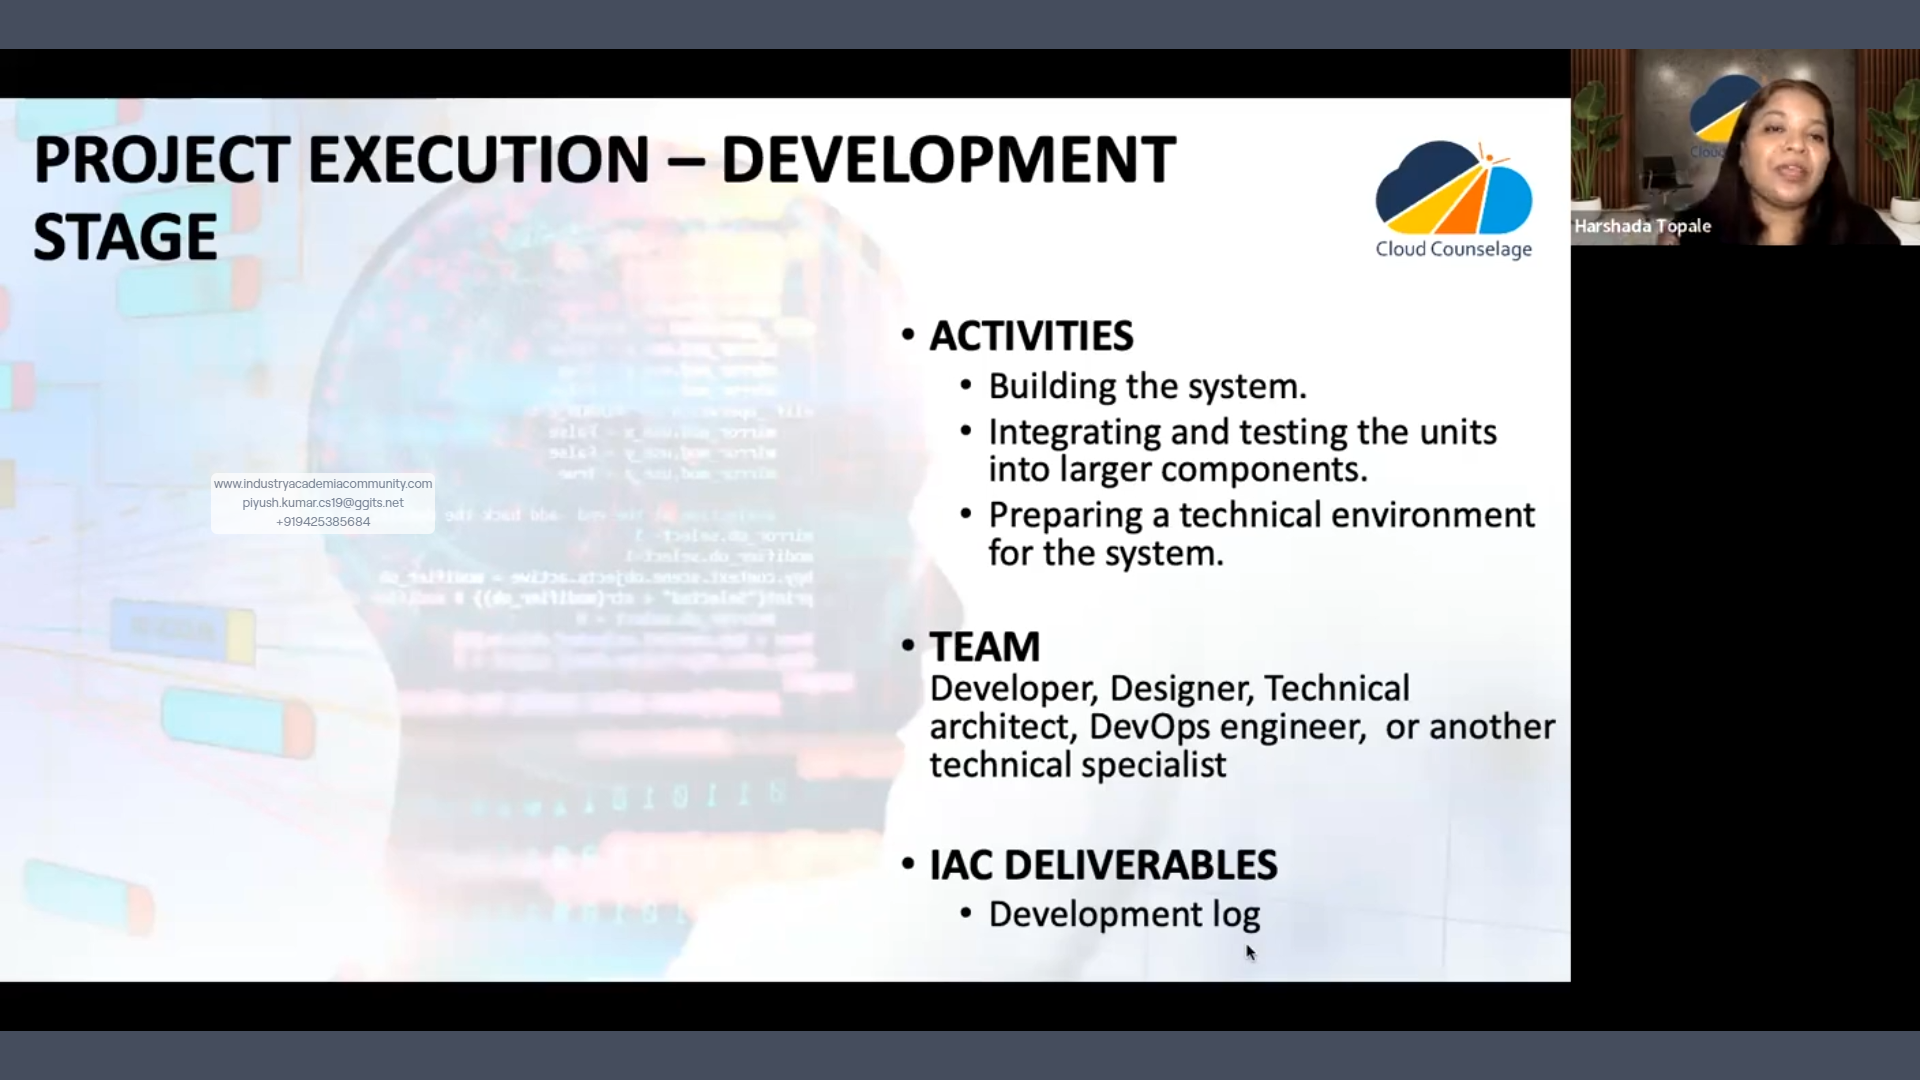 PROJECT EXECUTION – DEVELOPMENT
STAGE
Cloud Counselage
Harshada Topale
• ACTIVITIES
• Building the system.
• Integrating and testing the units
into larger components.
• Preparing a technical environment
for the system.
www.industryacademiacommunity.com
piyush.kumar.cs19@ggits.net
+919425385684
• TEAM
Developer, Designer, Technical
architect, DevOps engineer,  or another
technical specialist
• IAC DELIVERABLES
• Development log